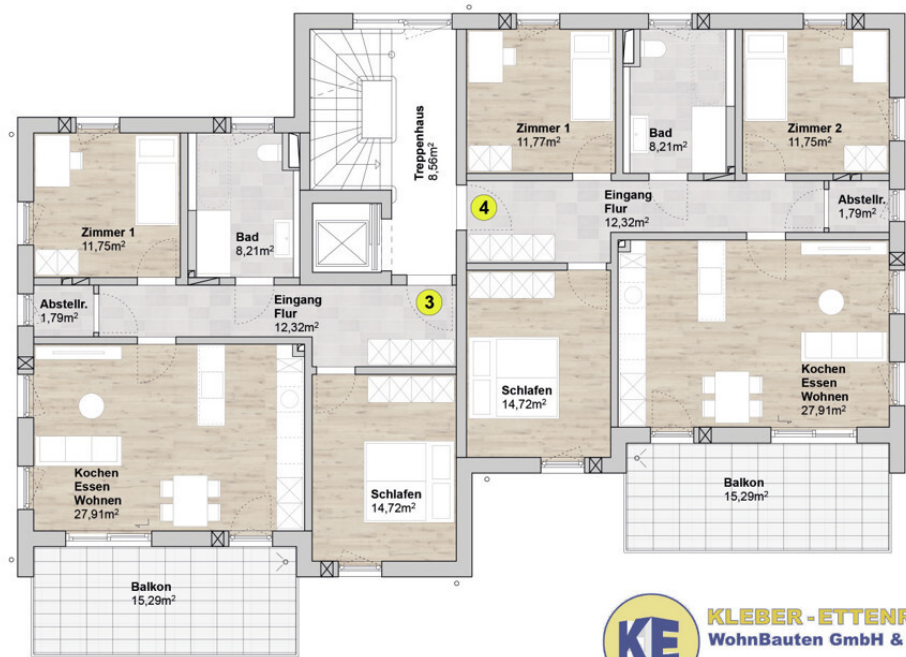 Zimmer 1
11,77m²
Bad
8,21m²
Zimmer 2
11,75m²
Treppenhaus
8,56m²
4
Eingang
Flur
12,32m²
Abstellr.
1,79m²
Zimmer 1
11,75m²
Bad
8,21m²
Abstellr.
1,79m²
Eingang
Flur
12,32m²
3
Schlafen
14,72m²
Kochen
Essen
Wohnen
27,91m²
Kochen
Essen
Wohnen
27,91m²
Schlafen
14,72m²
Balkon
15,29m²
Balkon
15,29m²
KE
KLEBER-ETTENR
WohnBauten GmbH &